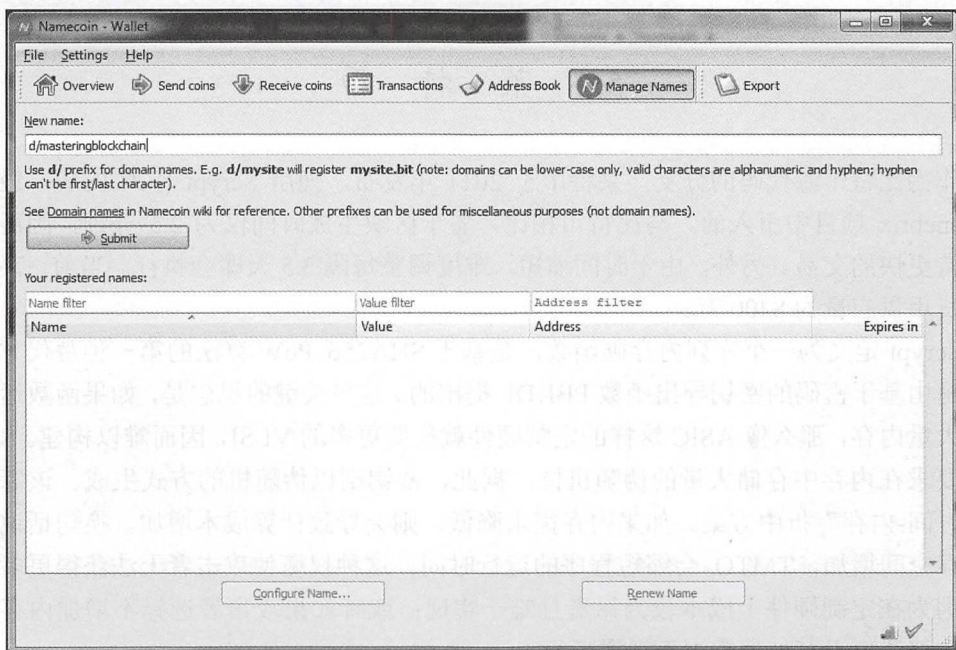 Namecoin - Wallet
File Settings Help
Overview Send coins Receive coins Transactions Address Book Manage Names Export
New name:
d/masteringblockchain
Use d/ prefix for domain names. E.g. d/mysite will register mysite.bit (note: domains can be lower-case only, valid characters are alphanumeric and hyphen; hyphen
can't be first/last character).
See Domain names in Namecoin wiki for reference. Other prefixes can be used for miscellaneous purposes (not domain names).
Submit
Your registered names:
Name filter Value filter Address filter
Name Value Address Expires in
Configure Name... Renew Name